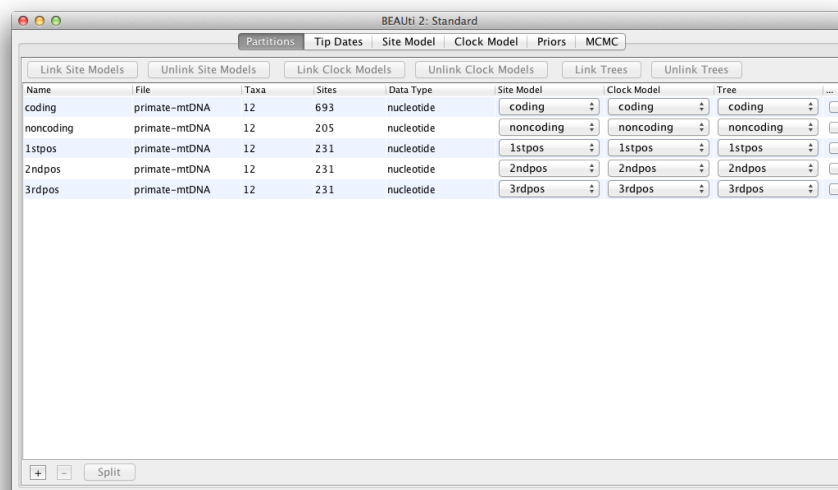 BEAUti 2: Standard
Partitions Tip Dates Site Model Clock Model Priors MCMC
Link Site Models Unlink Site Models Link Clock Models Unlink Clock Models Link Trees Unlink Trees
Name File Taxa Sites Data Type Site Model Clock Model Tree ...
coding primate-mtDNA 12 693 nucleotide coding coding coding
noncoding primate-mtDNA 12 205 nucleotide noncoding noncoding noncoding
1stpos primate-mtDNA 12 231 nucleotide 1stpos 1stpos 1stpos
2ndpos primate-mtDNA 12 231 nucleotide 2ndpos 2ndpos 2ndpos
3rdpos primate-mtDNA 12 231 nucleotide 3rdpos 3rdpos 3rdpos
+ - Split